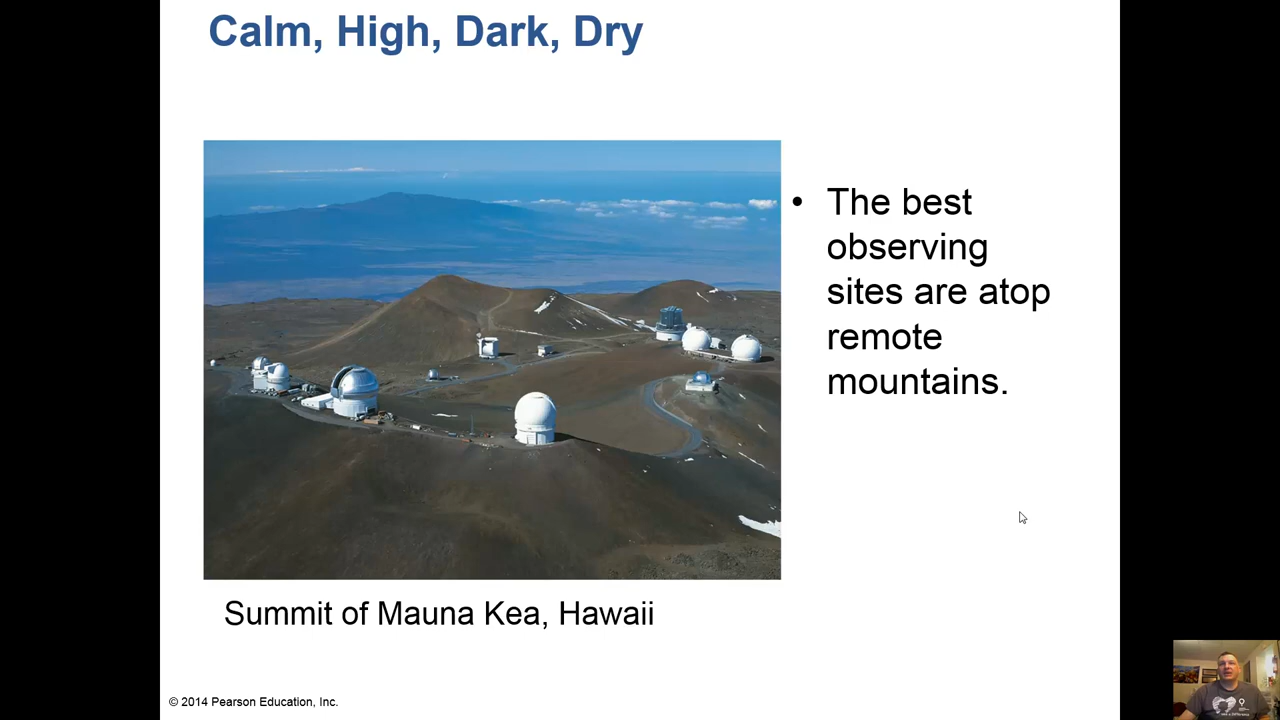 Calm, High, Dark, Dry
• The best
observing
sites are atop
remote
mountains.
Summit of Mauna Kea, Hawaii
© 2014 Pearson Education, Inc.